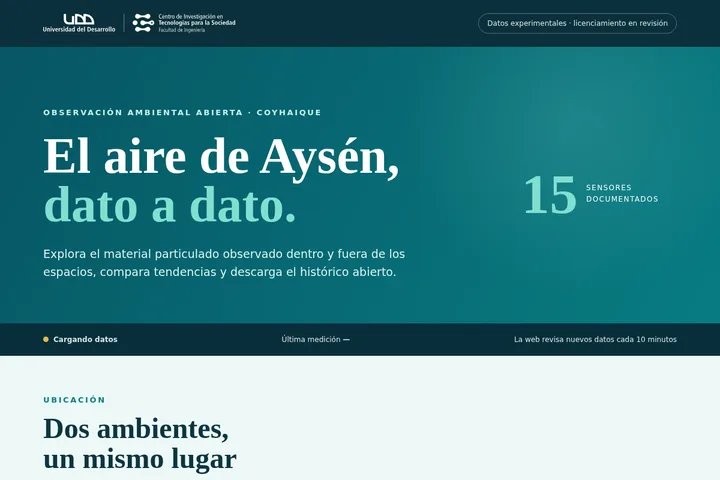 UDD
Universidad del Desarrollo
Centro de Investigación en
Tecnologías para la Sociedad
Facultad de Ingeniería
Datos experimentales · licenciamiento en revisión
OBSERVACIÓN AMBIENTAL ABIERTA · COYHAIQUE
El aire de Aysén,
dato a dato.
Explora el material particulado observado dentro y fuera de los
espacios, compara tendencias y descarga el histórico abierto.
15
SENSORES
DOCUMENTADOS
Cargando datos
Última medición —
La web revisa nuevos datos cada 10 minutos
UBICACIÓN
Dos ambientes,
un mismo lugar